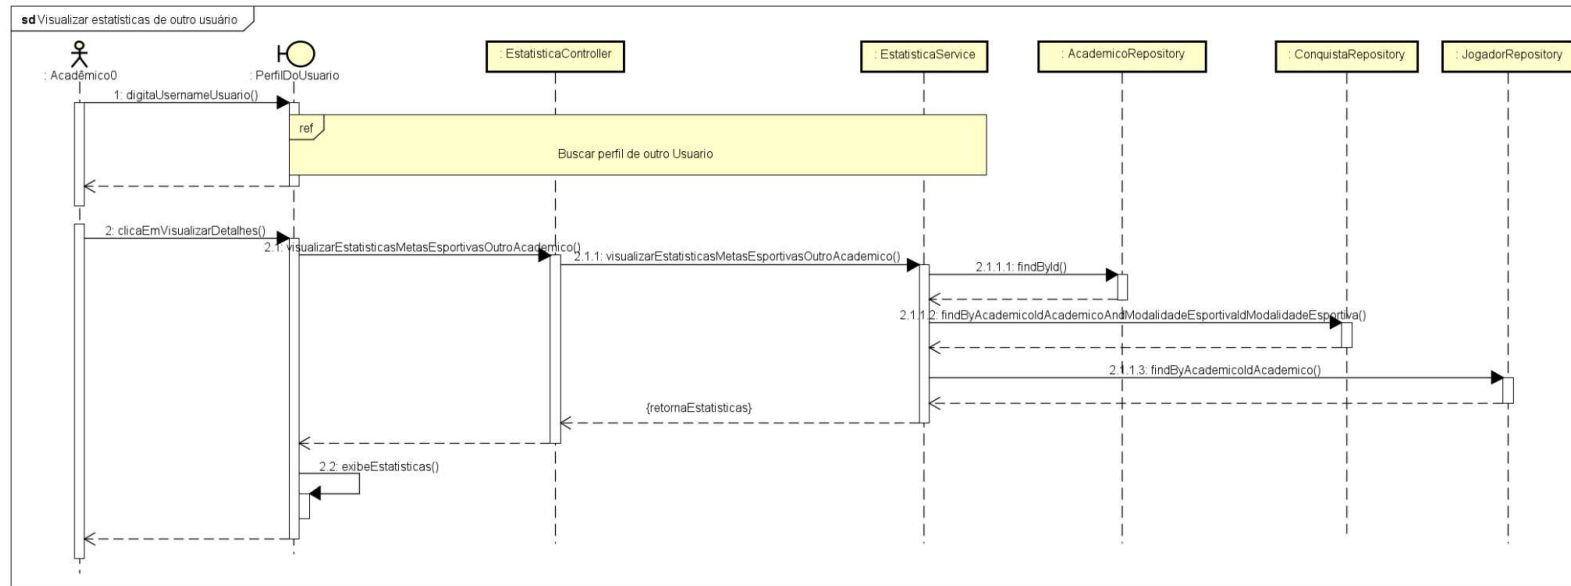 sd Visualizar estatísticas de outro usuário
: Acadêmico0
: PerfilDoUsuario
: EstatisticaController
: EstatisticaService
: AcademicoRepository
: ConquistaRepository
: JogadorRepository
1: digitaUsernameUsuario()
ref
Buscar perfil de outro Usuario
2: clicaEmVisualizarDetalhes()
2.1: visualizarEstatisticasMetasEsportivasOutroAcademico()
2.1.1: visualizarEstatisticasMetasEsportivasOutroAcademico()
2.1.1.1: findById()
2.1.1.2: findByAcademicoIdAcademicoAndModalidadeEsportivaIdModalidadeEsportiva()
2.1.1.3: findByAcademicoIdAcademico()
{retornaEstatisticas}
2.2: exibeEstatisticas()